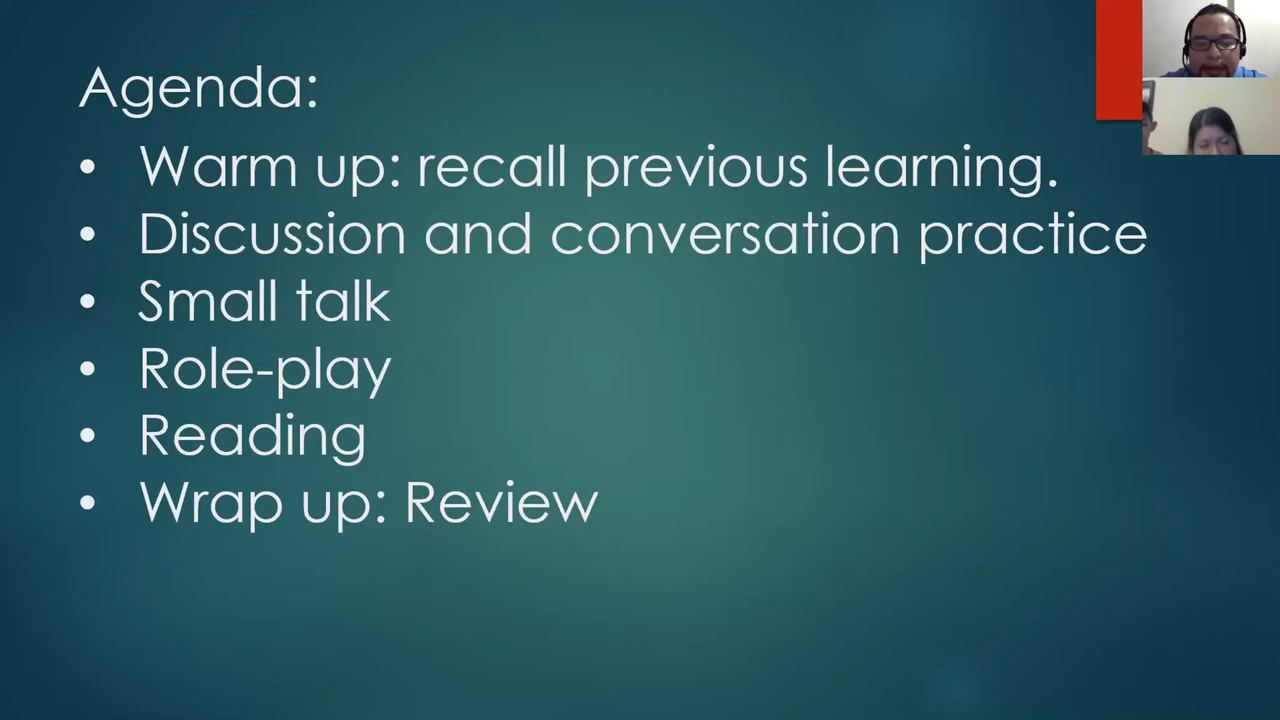 Agenda:
• Warm up: recall previous learning.
• Discussion and conversation practice
• Small talk
• Role-play
• Reading
• Wrap up: Review